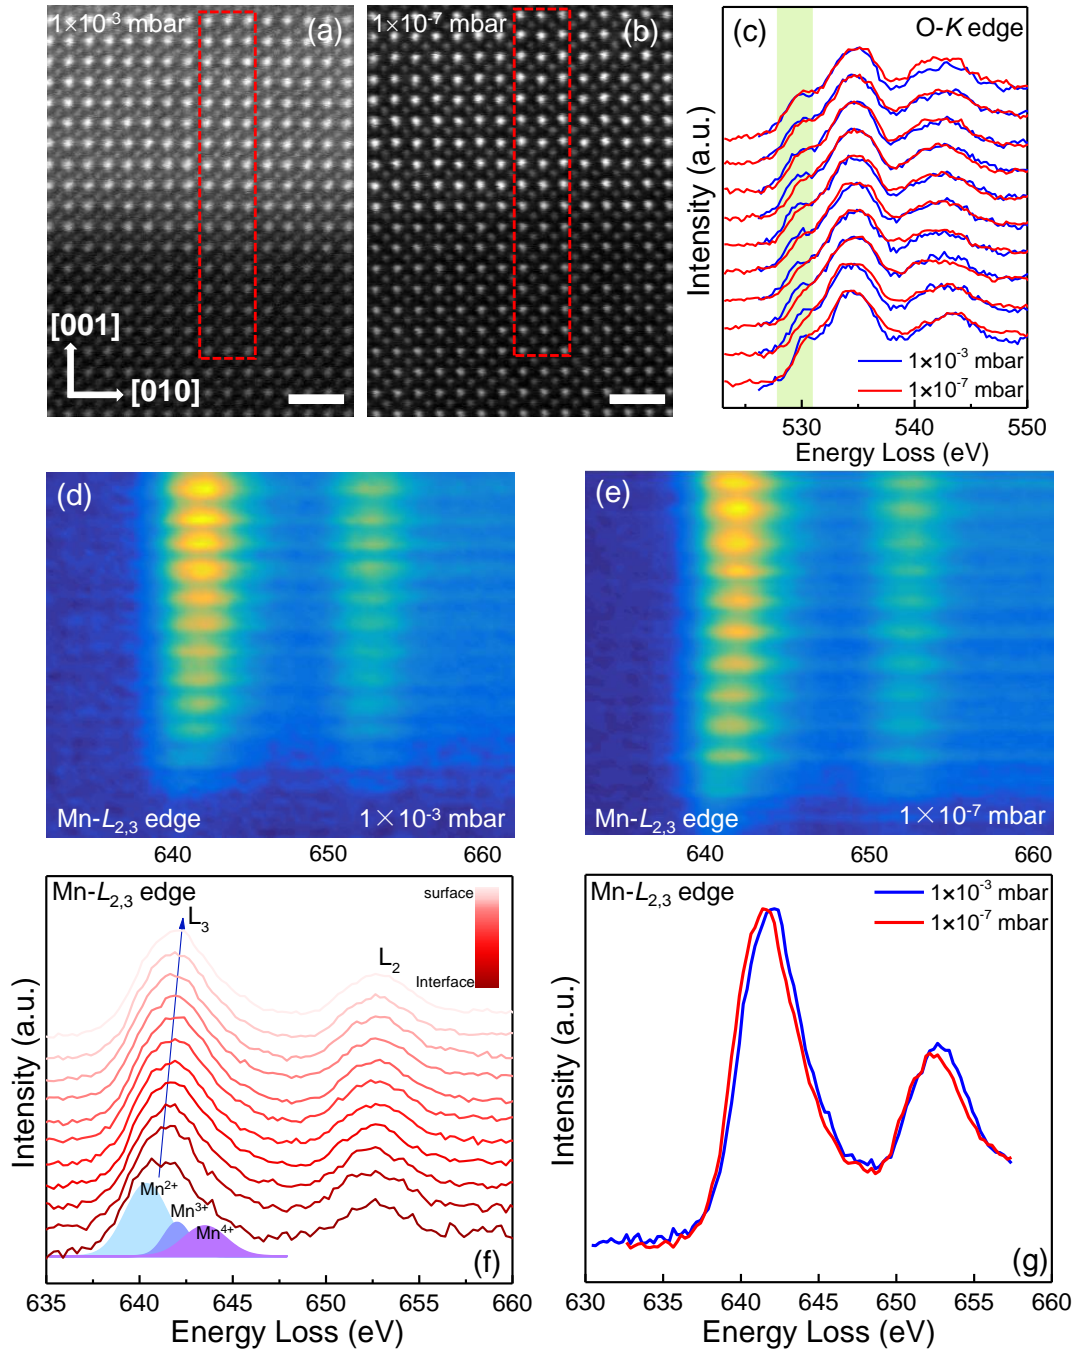 1×10⁻³ mbar (a)
[001]
[010]
1×10⁻⁷ mbar (b)
(c) O-K edge
Intensity (a.u.)
1×10⁻³ mbar
1×10⁻⁷ mbar
530 540 550
Energy Loss (eV)
(d)
Mn-L₂,₃ edge 1×10⁻³ mbar
640 650 660
(e)
Mn-L₂,₃ edge 1×10⁻⁷ mbar
640 650 660
Mn-L₂,₃ edge
surface
Interface
L₃
L₂
Intensity (a.u.)
Mn²⁺
Mn³⁺
Mn⁴⁺
(f)
635 640 645 650 655 660
Energy Loss (eV)
Mn-L₂,₃ edge
1×10⁻³ mbar
1×10⁻⁷ mbar
Intensity (a.u.)
(g)
630 635 640 645 650 655 660
Energy Loss (eV)